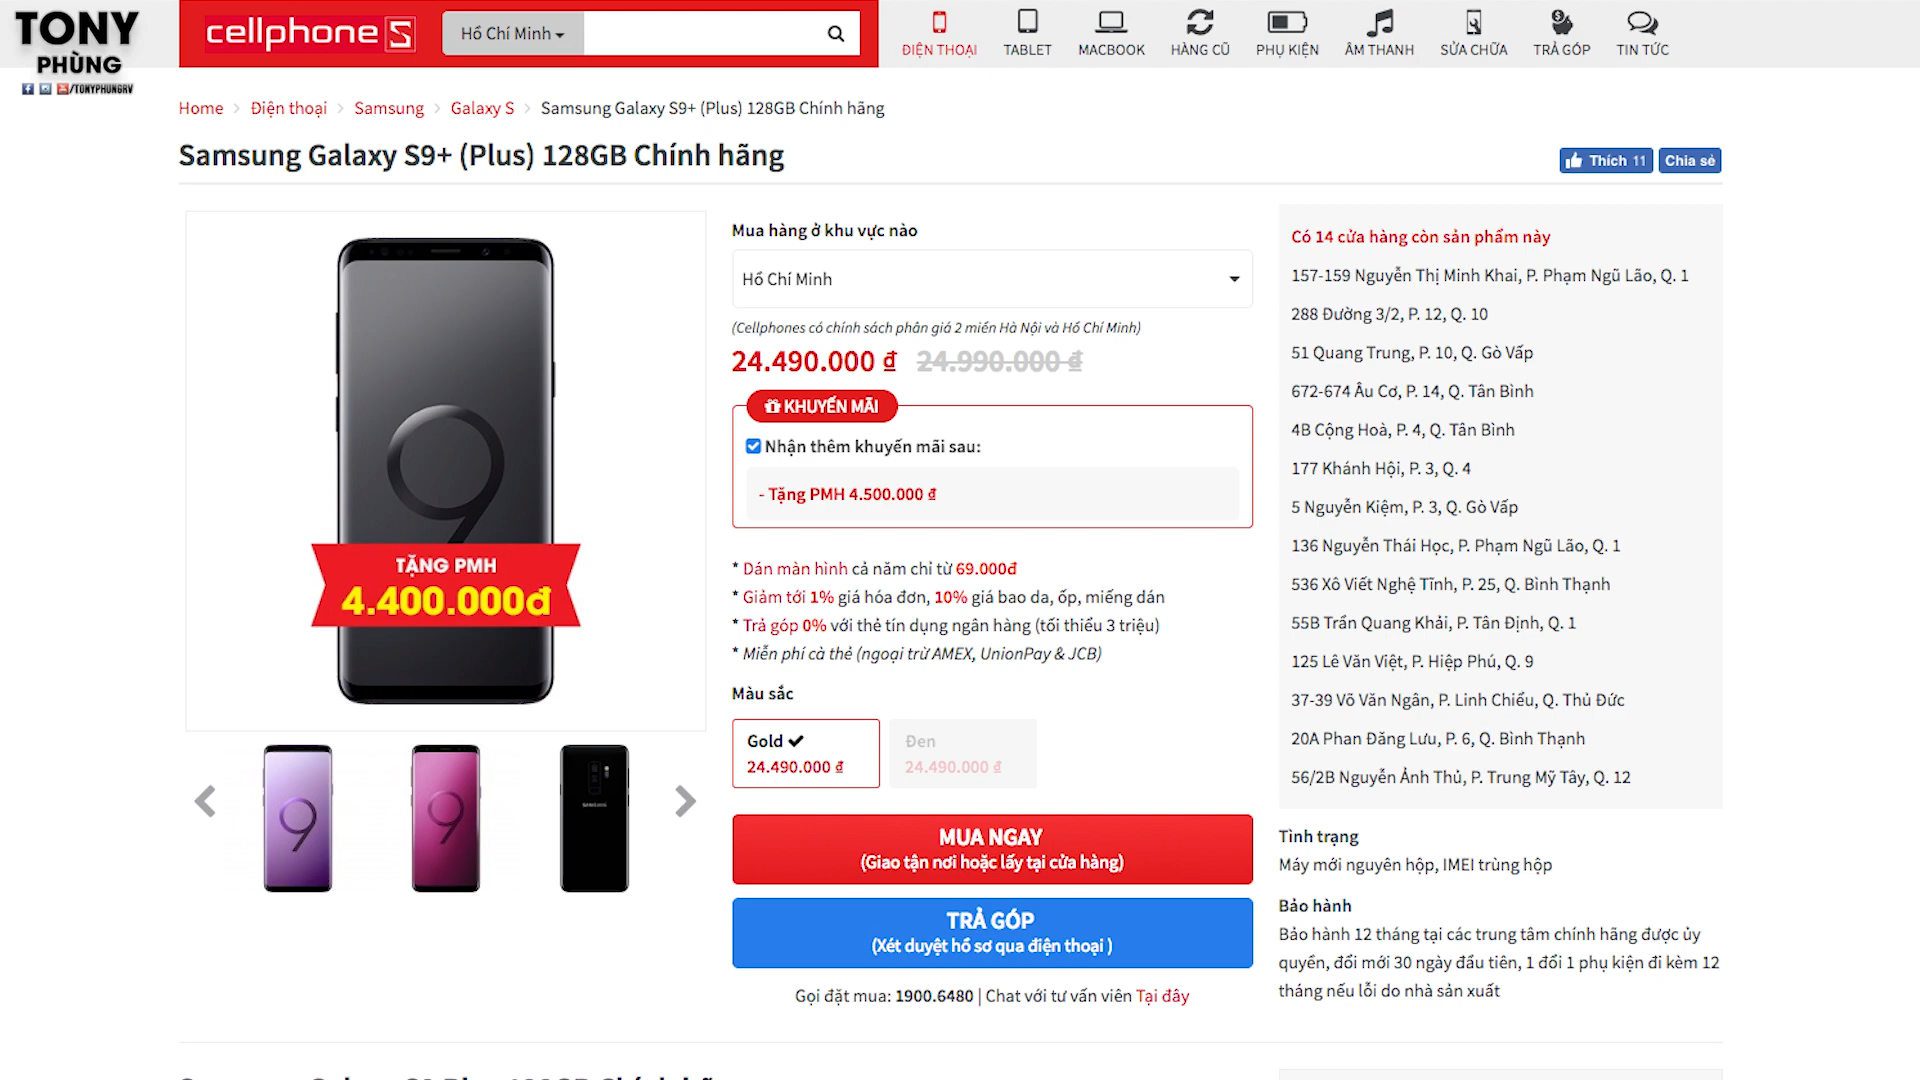 TONY
PHÙNG
/TONYPHUNGRV
cellphoneS
Hồ Chí Minh
ĐIỆN THOẠI
TABLET
MACBOOK
HÀNG CŨ
PHỤ KIỆN
ÂM THANH
SỬA CHỮA
TRẢ GÓP
TIN TỨC
Home > Điện thoại > Samsung > Galaxy S > Samsung Galaxy S9+ (Plus) 128GB Chính hãng
Samsung Galaxy S9+ (Plus) 128GB Chính hãng
Thích 11
Chia sẻ
TẶNG PMH
4.400.000đ
Mua hàng ở khu vực nào
Hồ Chí Minh
(Cellphones có chính sách phân giá 2 miền Hà Nội và Hồ Chí Minh)
24.490.000 ₫ 24.990.000 ₫
KHUYẾN MÃI
Nhận thêm khuyến mãi sau:
- Tặng PMH 4.500.000 ₫
* Dán màn hình cả năm chỉ từ 69.000đ
* Giảm tới 1% giá hóa đơn, 10% giá bao da, ốp, miếng dán
* Trả góp 0% với thẻ tín dụng ngân hàng (tối thiểu 3 triệu)
* Miễn phí cà thẻ (ngoại trừ AMEX, UnionPay & JCB)
Màu sắc
Gold
24.490.000 ₫
Đen
24.490.000 ₫
MUA NGAY
(Giao tận nơi hoặc lấy tại cửa hàng)
TRẢ GÓP
(Xét duyệt hồ sơ qua điện thoại )
Gọi đặt mua: 1900.6480 | Chat với tư vấn viên Tại đây
Có 14 cửa hàng còn sản phẩm này
157-159 Nguyễn Thị Minh Khai, P. Phạm Ngũ Lão, Q. 1
288 Đường 3/2, P. 12, Q. 10
51 Quang Trung, P. 10, Q. Gò Vấp
672-674 Âu Cơ, P. 14, Q. Tân Bình
4B Cộng Hoà, P. 4, Q. Tân Bình
177 Khánh Hội, P. 3, Q. 4
5 Nguyễn Kiệm, P. 3, Q. Gò Vấp
136 Nguyễn Thái Học, P. Phạm Ngũ Lão, Q. 1
536 Xô Viết Nghệ Tĩnh, P. 25, Q. Bình Thạnh
55B Trần Quang Khải, P. Tân Định, Q. 1
125 Lê Văn Việt, P. Hiệp Phú, Q. 9
37-39 Võ Văn Ngân, P. Linh Chiểu, Q. Thủ Đức
20A Phan Đăng Lưu, P. 6, Q. Bình Thạnh
56/2B Nguyễn Ảnh Thủ, P. Trung Mỹ Tây, Q. 12
Tình trạng
Máy mới nguyên hộp, IMEI trùng hộp
Bảo hành
Bảo hành 12 tháng tại các trung tâm chính hãng được ủy
quyền, đổi mới 30 ngày đầu tiên, 1 đổi 1 phụ kiện đi kèm 12
tháng nếu lỗi do nhà sản xuất